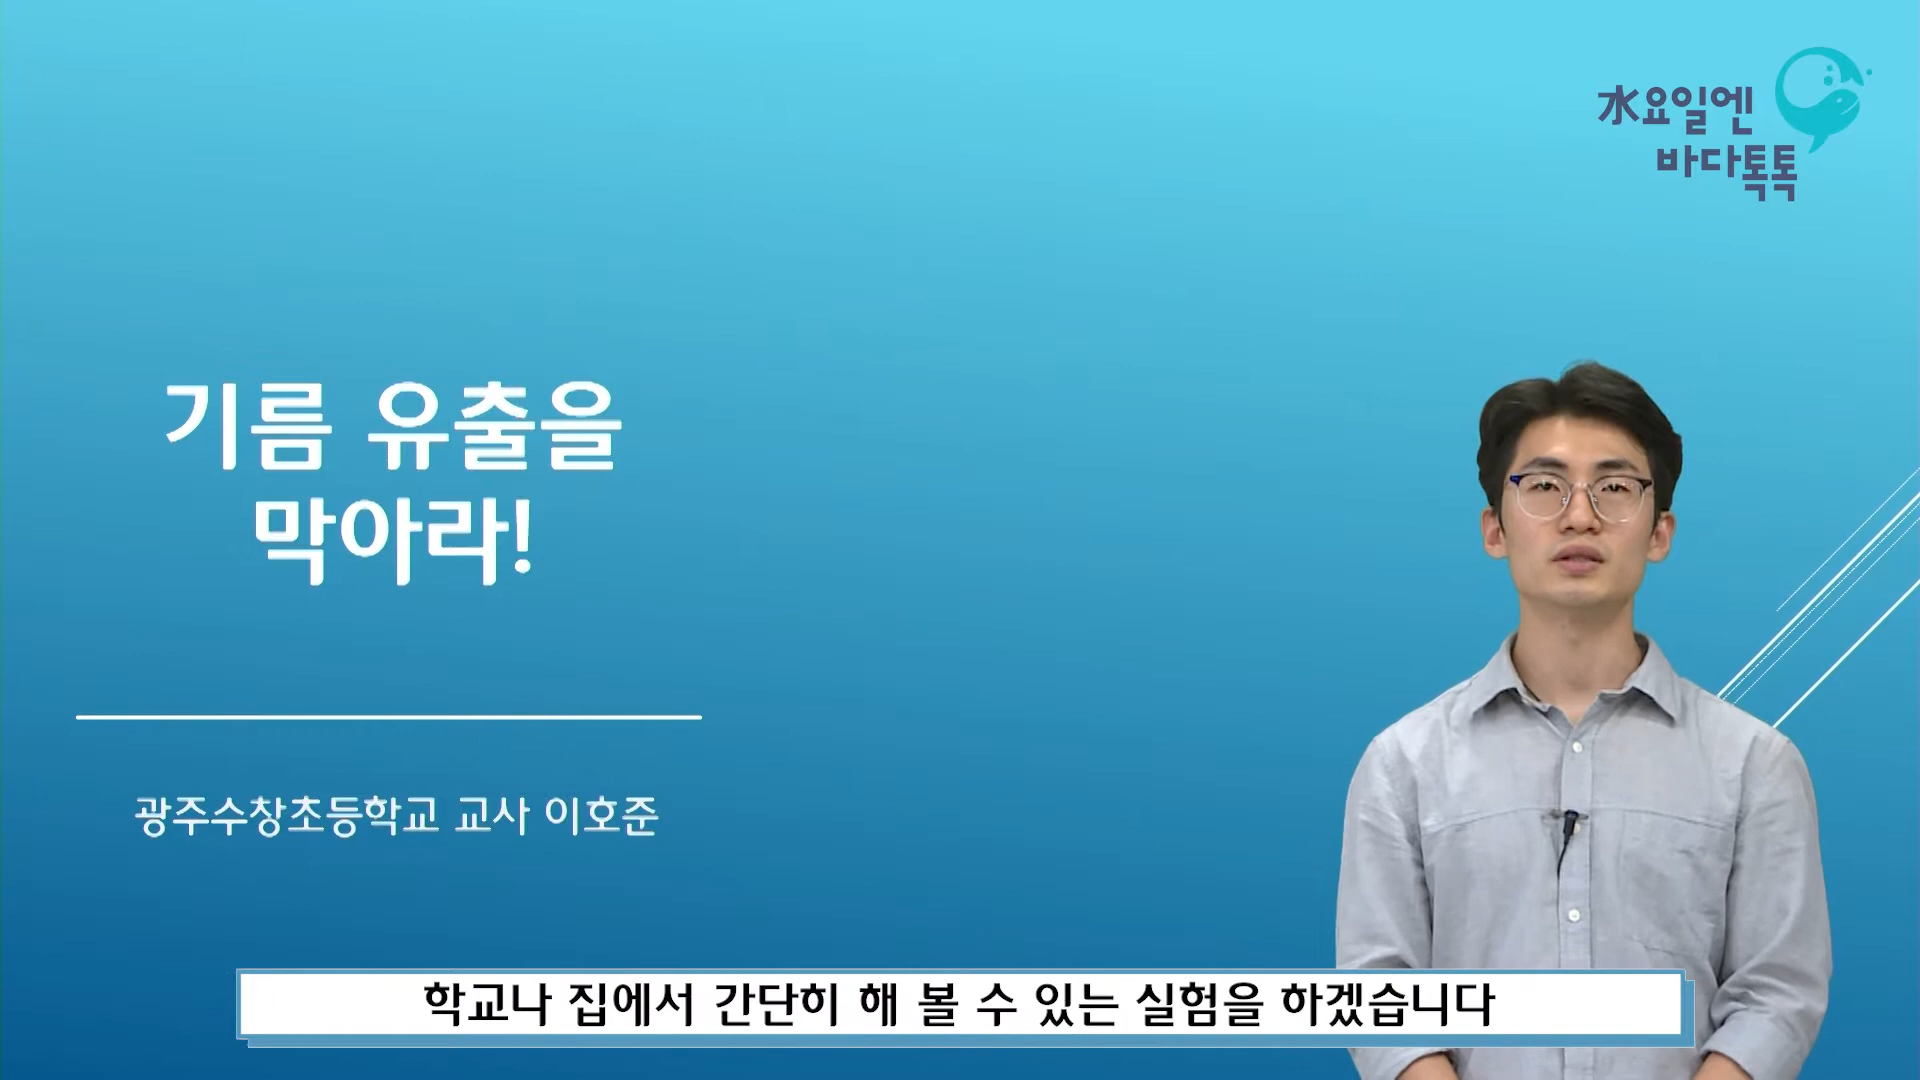 水요일엔
바다톡톡
기름 유출을
막아라!
광주수창초등학교 교사 이호준
학교나 집에서 간단히 해 볼 수 있는 실험을 하겠습니다